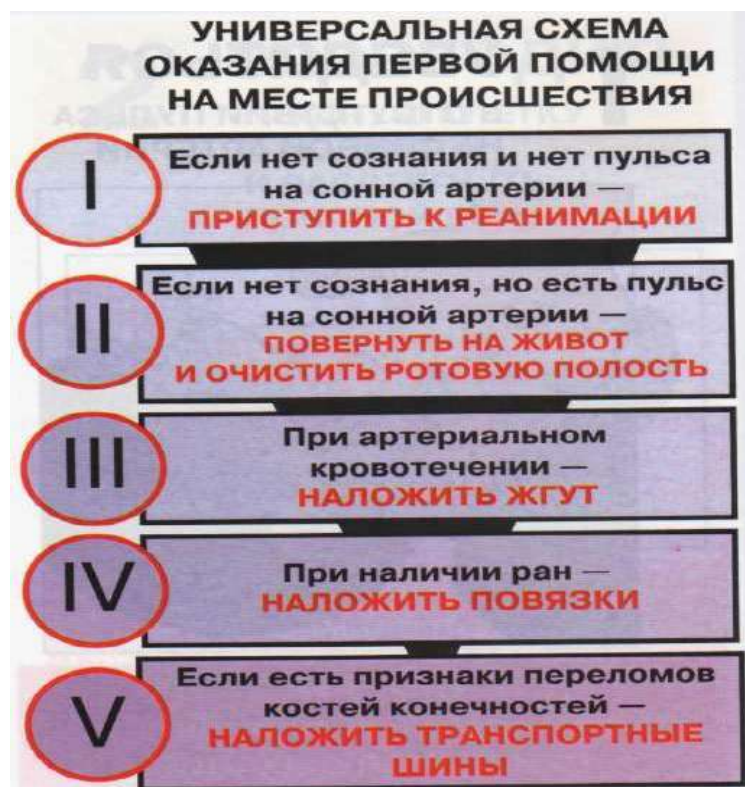 УНИВЕРСАЛЬНАЯ СХЕМА
ОКАЗАНИЯ ПЕРВОЙ ПОМОЩИ
НА МЕСТЕ ПРОИСШЕСТВИЯ
I
Если нет сознания и нет пульса
на сонной артерии —
ПРИСТУПИТЬ К РЕАНИМАЦИИ
II
Если нет сознания, но есть пульс
на сонной артерии —
ПОВЕРНУТЬ НА ЖИВОТ
И ОЧИСТИТЬ РОТОВУЮ ПОЛОСТЬ
III
При артериальном
кровотечении —
НАЛОЖИТЬ ЖГУТ
IV
При наличии ран —
НАЛОЖИТЬ ПОВЯЗКИ
V
Если есть признаки переломов
костей конечностей —
НАЛОЖИТЬ ТРАНСПОРТНЫЕ
ШИНЫ